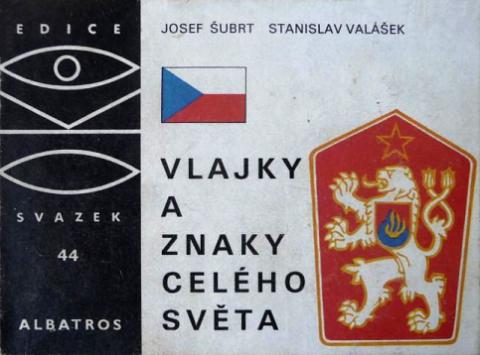 EDICE
SVAZEK
44
ALBATROS
JOSEF ŠUBRT STANISLAV VALÁŠEK
VLAJKY
A
ZNAKY
CELÉHO
SVĚTA